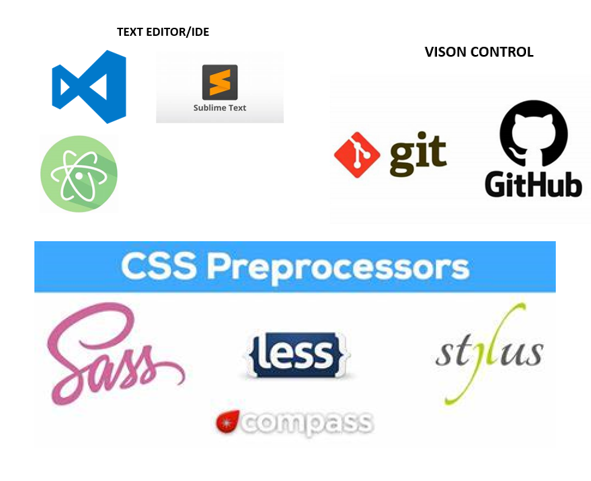 TEXT EDITOR/IDE
VISON CONTROL
Sublime Text
git
GitHub
CSS Preprocessors
Sass
{less}
stylus
compass